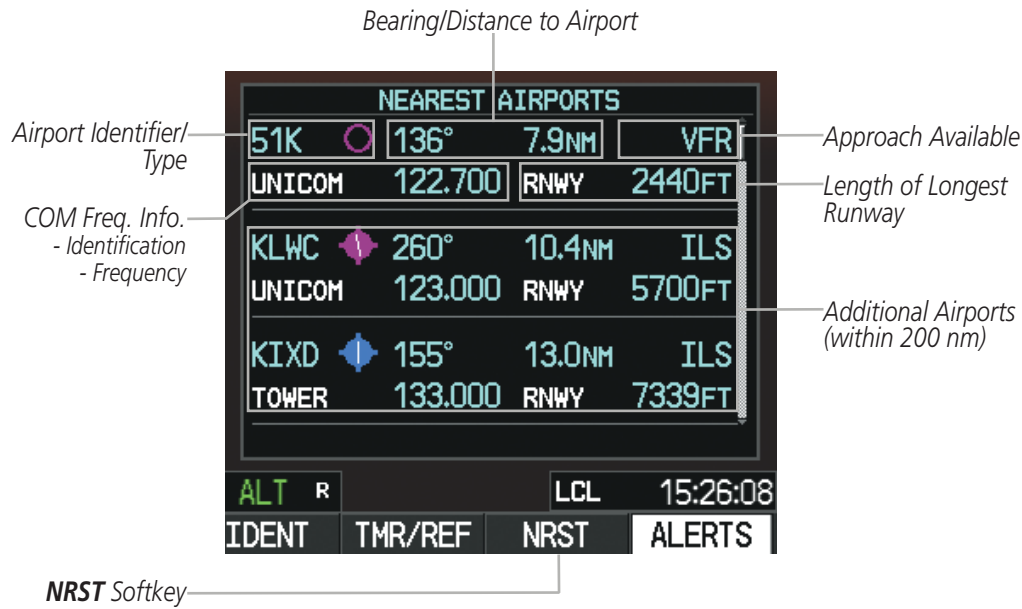 Bearing/Distance to Airport
NEAREST AIRPORTS
Airport Identifier/
Type
51K 136° 7.9NM VFR
Approach Available
UNICOM 122.700 RNWY 2440FT
Length of Longest
Runway
COM Freq. Info.
- Identification
- Frequency
KLWC 260° 10.4NM ILS
UNICOM 123.000 RNWY 5700FT
Additional Airports
(within 200 nm)
KIXD 155° 13.0NM ILS
TOWER 133.000 RNWY 7339FT
ALT R LCL 15:26:08
IDENT TMR/REF NRST ALERTS
NRST Softkey